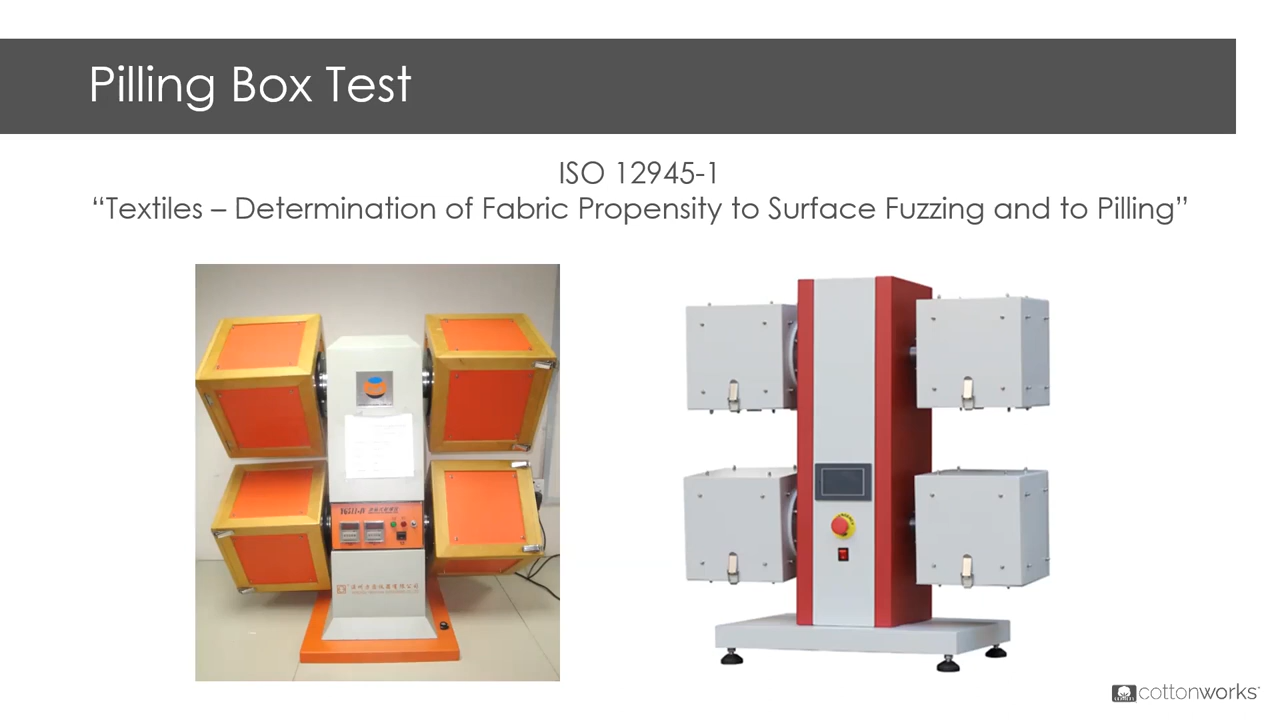 Pilling Box Test
ISO 12945-1
“Textiles – Determination of Fabric Propensity to Surface Fuzzing and to Pilling”
cottonworks